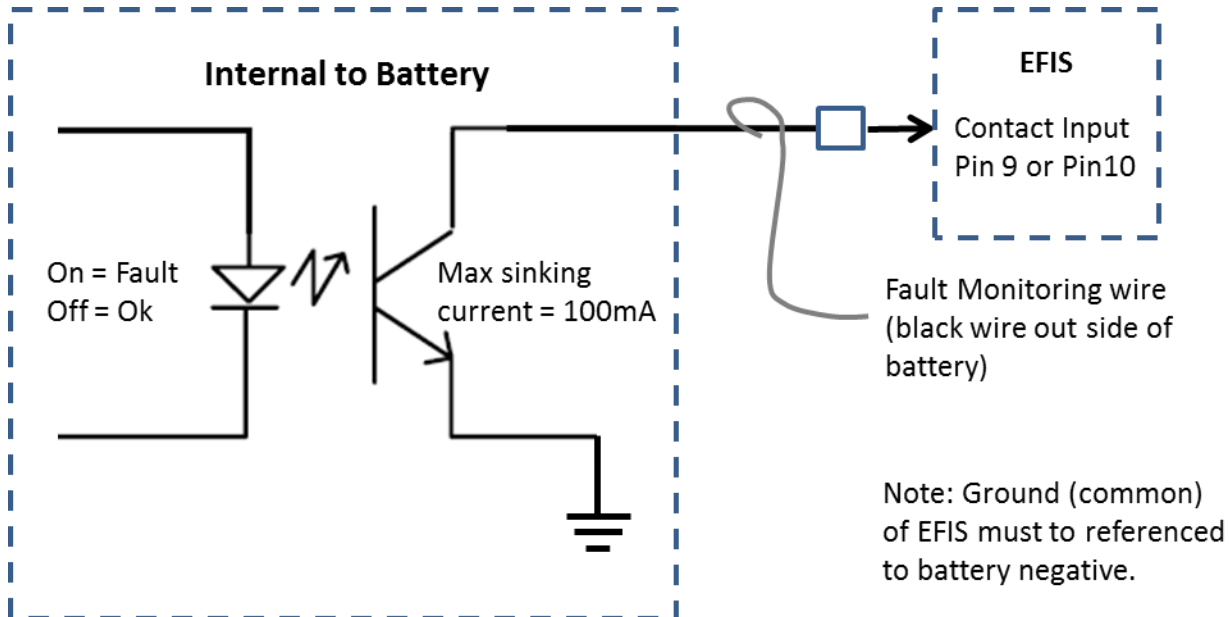 Internal to Battery
EFIS
Contact Input
Pin 9 or Pin10
On = Fault
Off = Ok
Max sinking
current = 100mA
Fault Monitoring wire
(black wire out side of
battery)
Note: Ground (common)
of EFIS must to referenced
to battery negative.